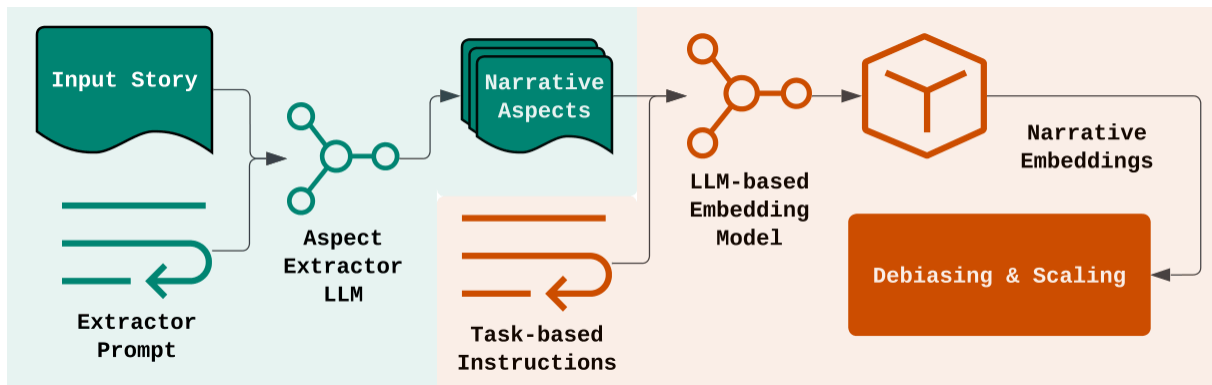 Input Story
Extractor
Prompt
Aspect
Extractor
LLM
Narrative
Aspects
Task-based
Instructions
LLM-based
Embedding
Model
Narrative
Embeddings
Debiasing & Scaling